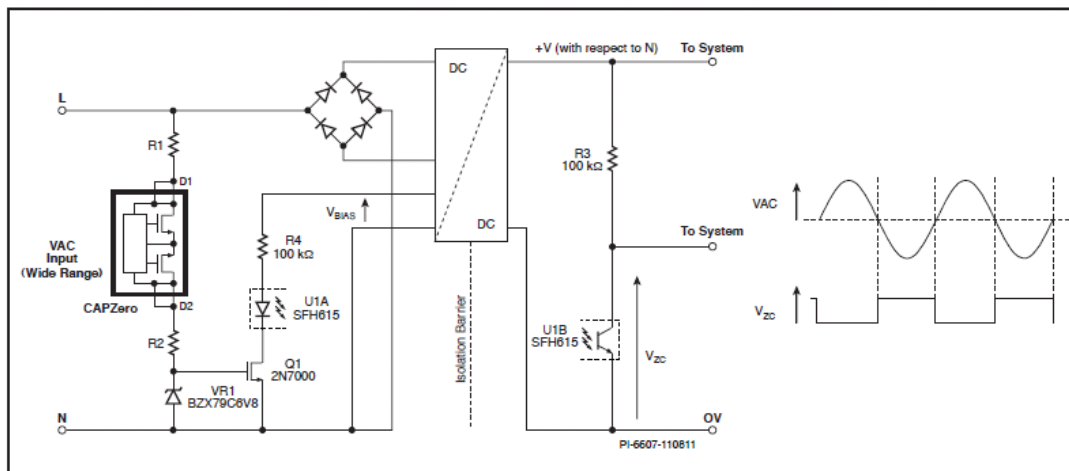 +V (with respect to N)
To System
DC
L
R1
R3
100 kΩ
D1
VAC
VBIAS
DC
To System
R4
100 kΩ
VAC
Input
(Wide Range)
D2
CAPZero
U1A
SFH615
Isolation Barrier
U1B
SFH615
VZC
VZC
R2
Q1
2N7000
VR1
BZX79C6V8
N
OV
PI-6607-110811